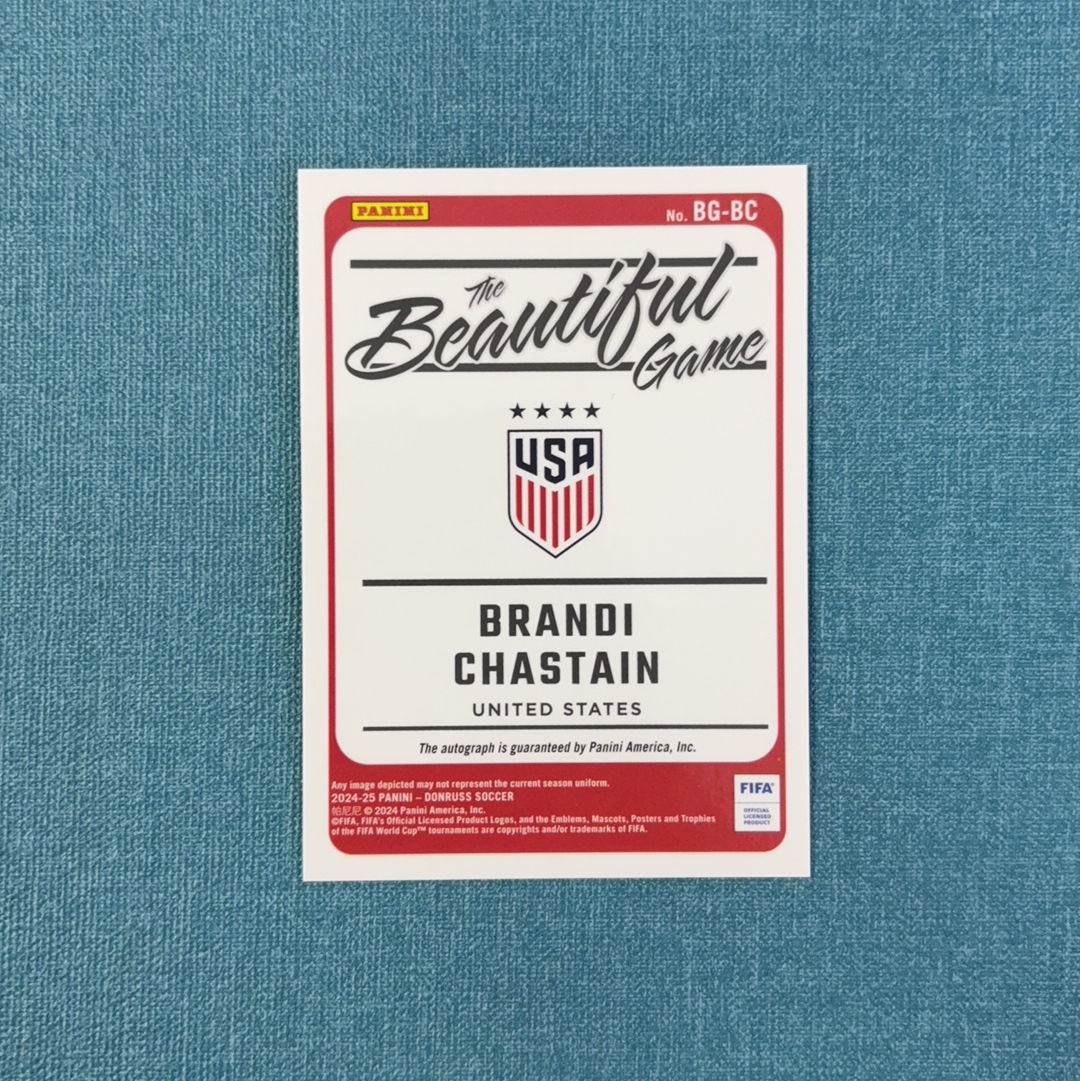 PANINI
No. BG-BC
The
Beautiful
Game
USA
BRANDI
CHASTAIN
UNITED STATES
The autograph is guaranteed by Panini America, Inc.
Any image depicted may not represent the current season uniform.
2024-25 PANINI – DONRUSS SOCCER
帕尼尼 © 2024 Panini America, Inc.
©FIFA, FIFA's Official Licensed Product Logos, and the Emblems, Mascots, Posters and Trophies
of the FIFA World Cup™ tournaments are copyrights and/or trademarks of FIFA.
FIFA®
OFFICIAL
LICENSED
PRODUCT